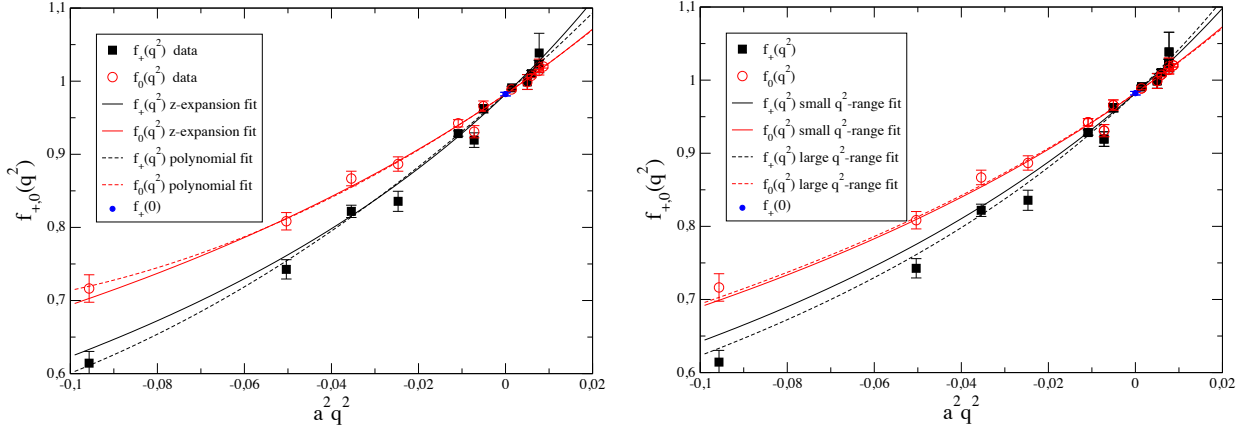 1,1
1
0,9
0,8
0,7
0,6
f+,0(q²)
f+(q²) data
f0(q²) data
f+(q²) z-expansion fit
f0(q²) z-expansion fit
f+(q²) polynomial fit
f0(q²) polynomial fit
f+(0)
-0,1 -0,08 -0,06 -0,04 -0,02 0 0,02
a²q²
1,1
1
0,9
0,8
0,7
0,6
f+,0(q²)
f+(q²)
f0(q²)
f+(q²) small q²-range fit
f0(q²) small q²-range fit
f+(q²) large q²-range fit
f0(q²) large q²-range fit
f+(0)
-0,1 -0,08 -0,06 -0,04 -0,02 0 0,02
a²q²